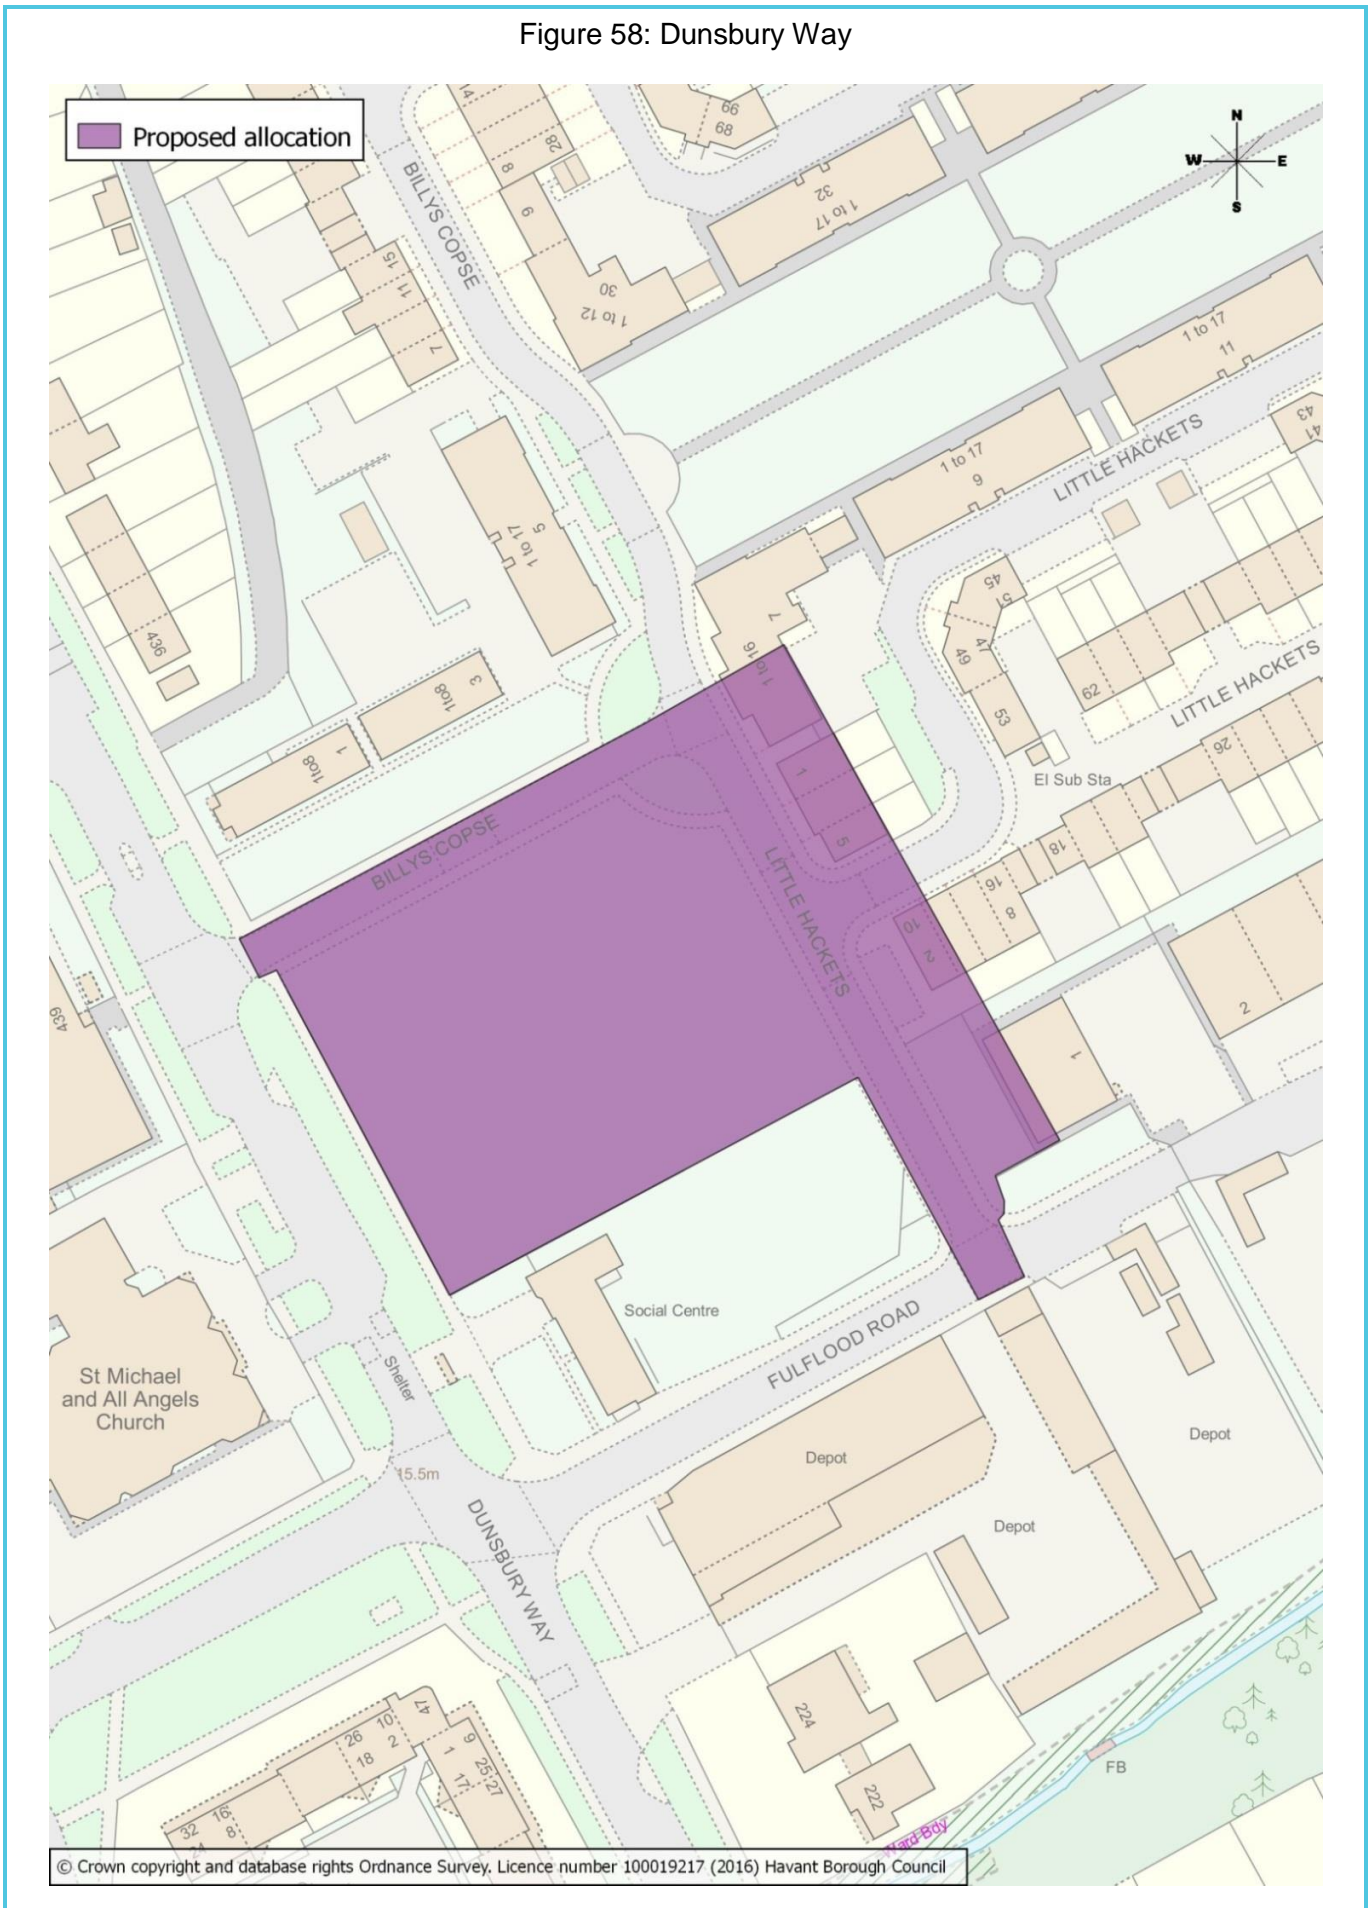 Figure 58: Dunsbury Way
Proposed allocation
N
W
E
S
14
28
8
6
BILLYS COPSE
66
68
32
1 to 17
15
11
7
30
1 to 12
1 to 17
11
43
41
LITTLE HACKETS
1 to 17
9
5
1 to 17
436
45
51
47
49
53
7
1 to 16
62
LITTLE HACKETS
3
1to8
1
1to8
26
El Sub Sta
BILLYS COPSE
1
5
18
16
8
LITTLE HACKETS
10
2
439
2
1
Social Centre
St Michael
and All Angels
Church
Shelter
FULFLOOD ROAD
Depot
Depot
15.5m
DUNSBURY WAY
Depot
224
222
FB
Ward Bdy
47
10
2
26
18
9
1
25
27
17
32
16
8
24
© Crown copyright and database rights Ordnance Survey. Licence number 100019217 (2016) Havant Borough Council